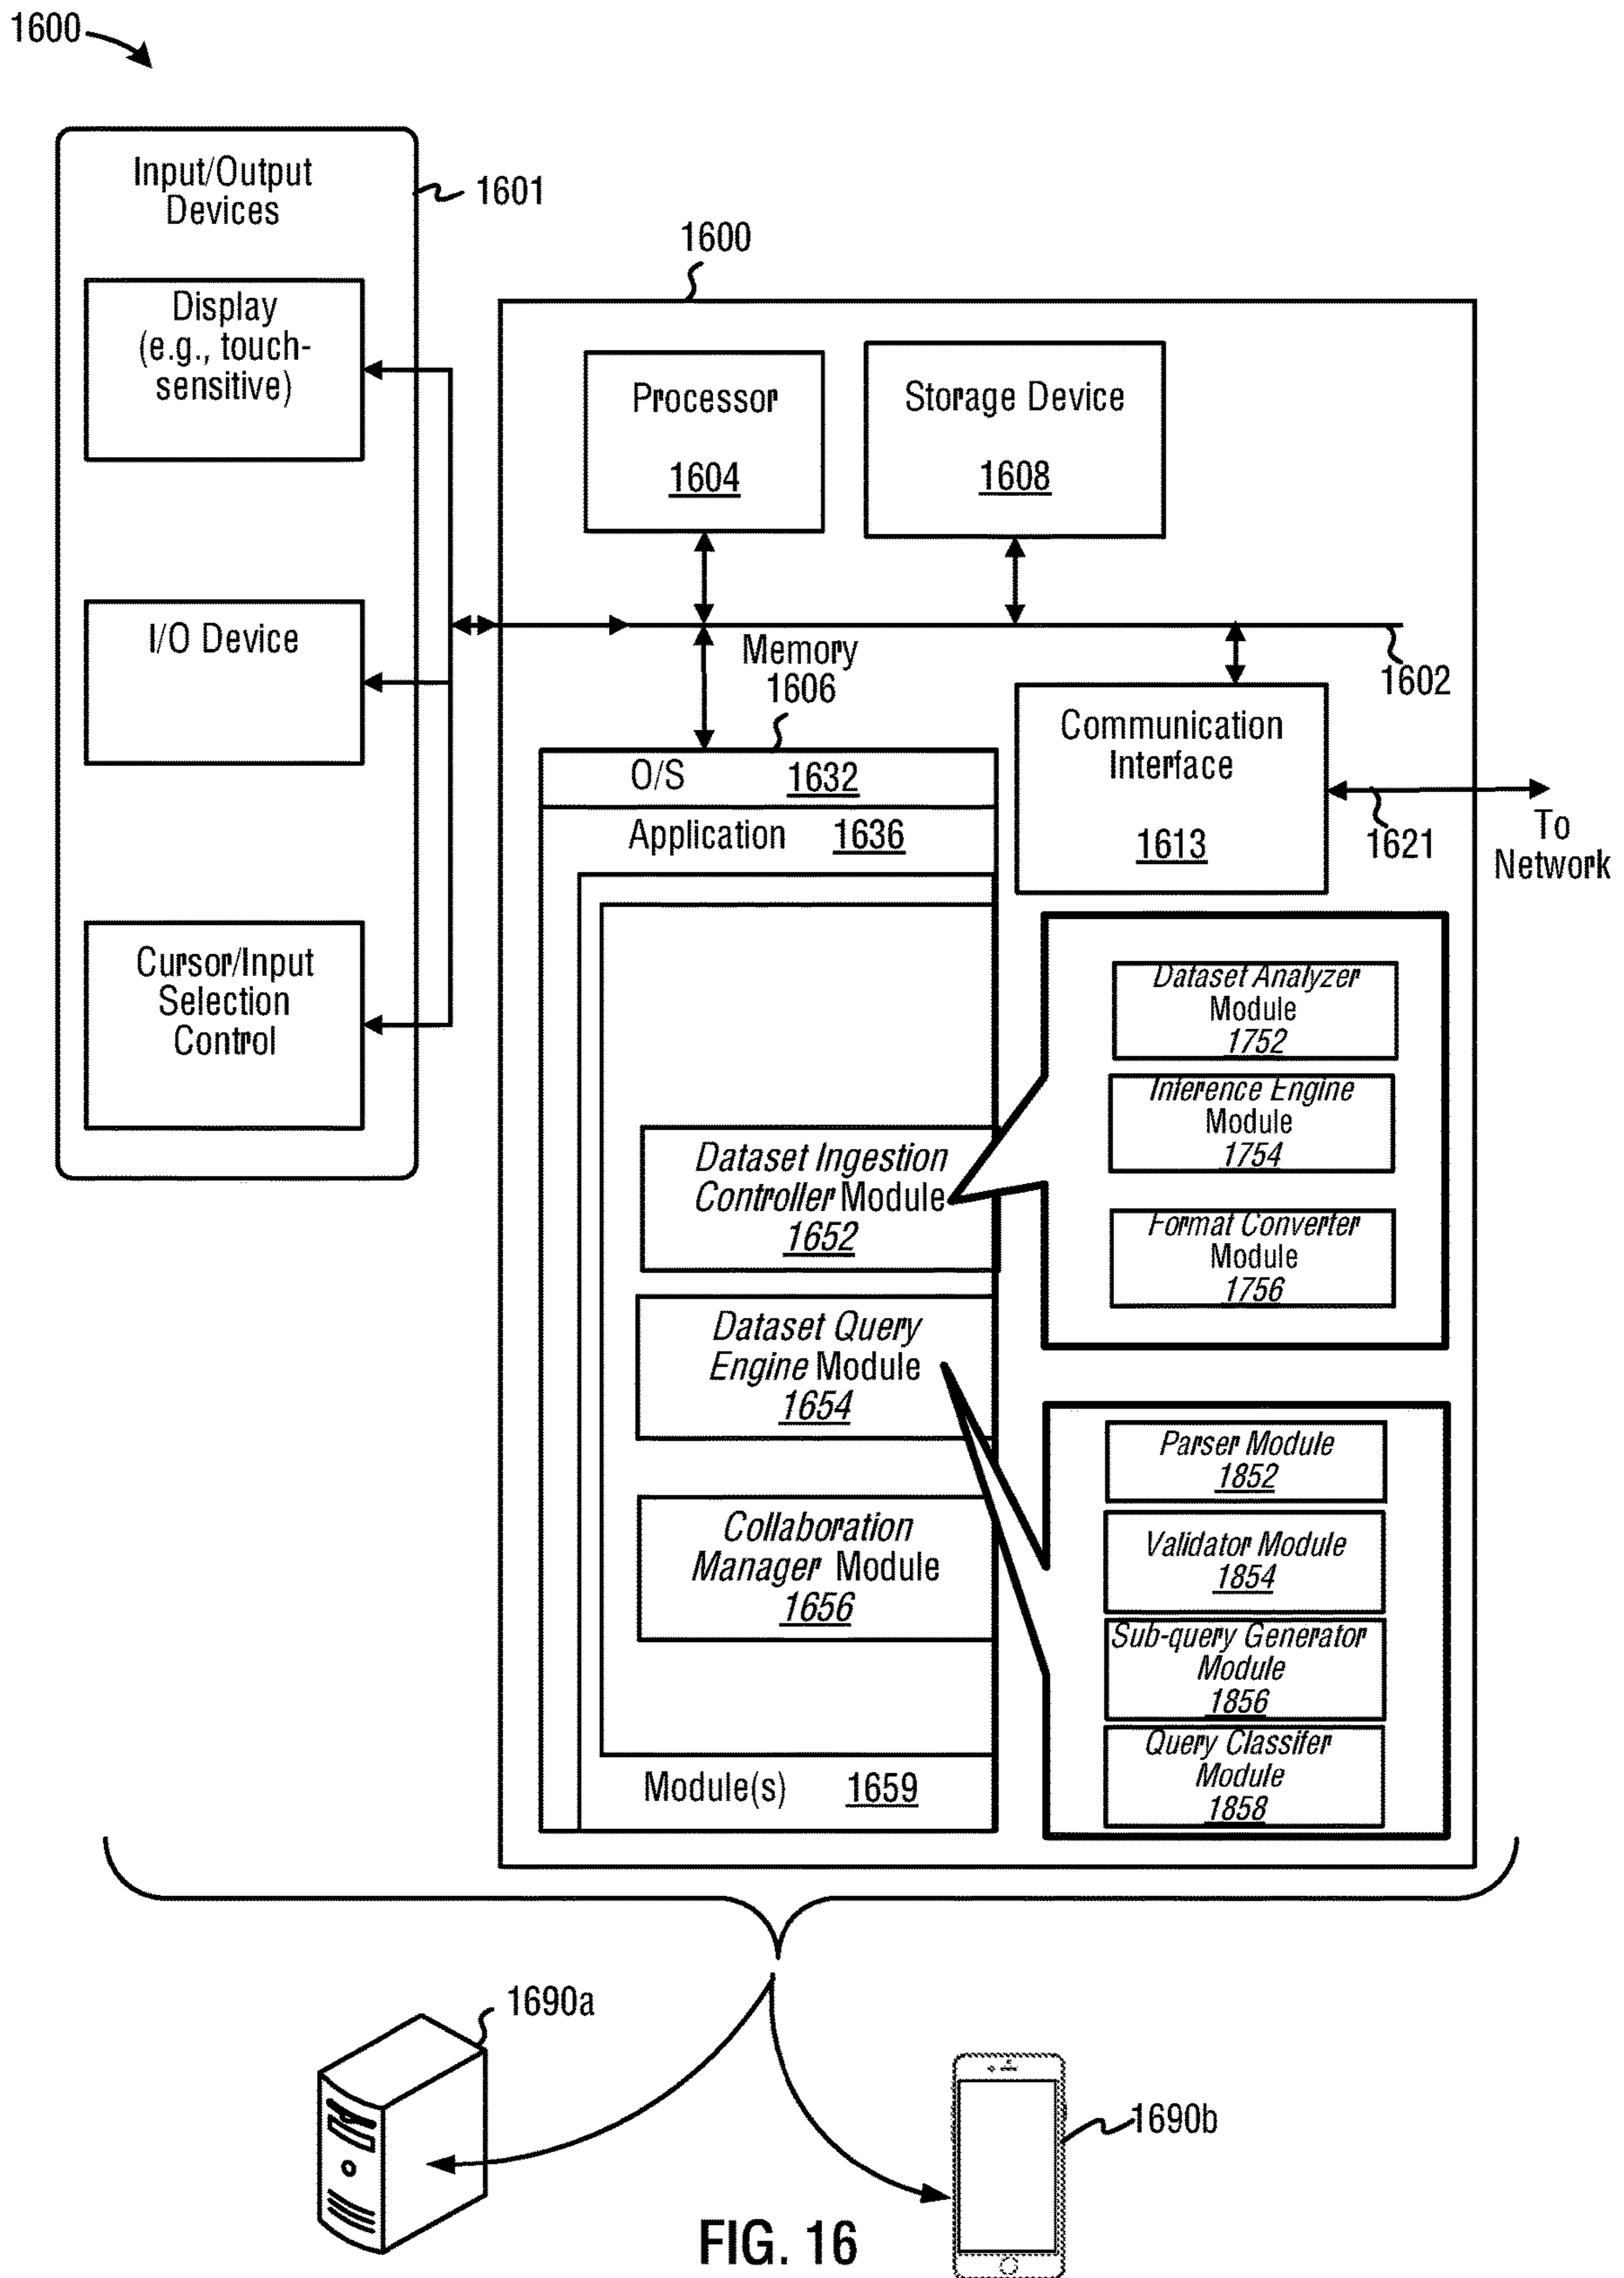 1600
Input/Output
Devices
1601
Display
(e.g., touch-
sensitive)
I/O Device
Cursor/Input
Selection
Control
1600
Processor
1604
Storage Device
1608
Memory
1606
1602
Communication
Interface
1613
1621
To
Network
O/S 1632
Application 1636
Dataset Ingestion
Controller Module
1652
Dataset Query
Engine Module
1654
Collaboration
Manager Module
1656
Module(s) 1659
Dataset Analyzer
Module
1752
Inference Engine
Module
1754
Format Converter
Module
1756
Parser Module
1852
Validator Module
1854
Sub-query Generator
Module
1856
Query Classifer
Module
1858
1690a
1690b
FIG. 16